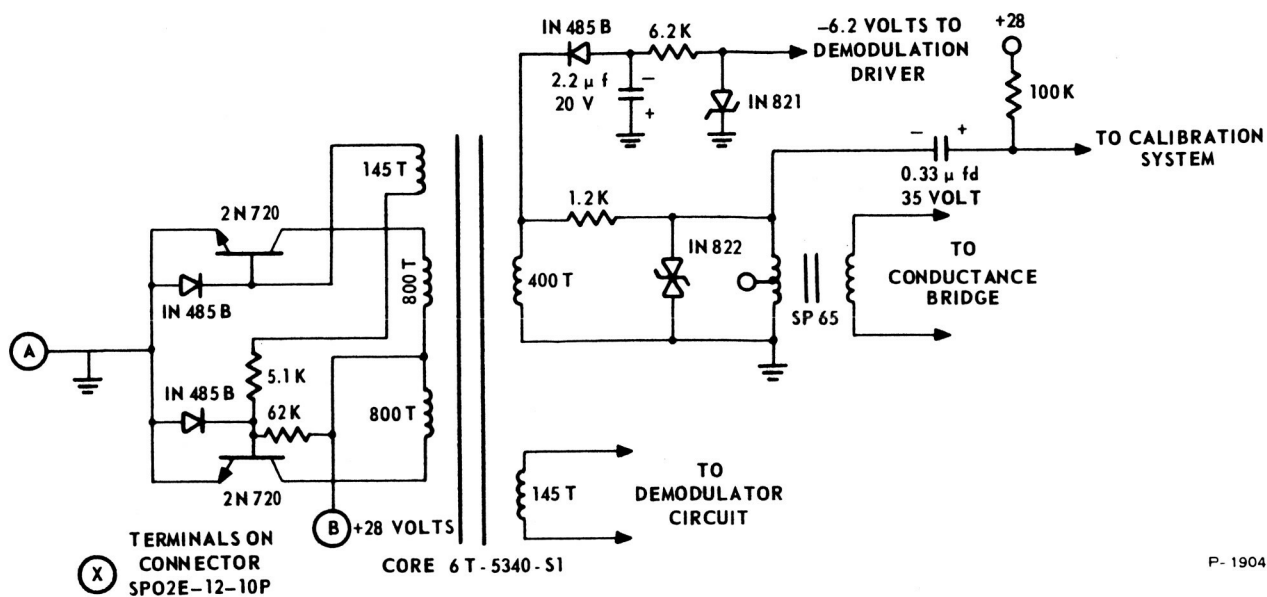 IN 485 B
6.2 K
–6.2 VOLTS TO
DEMODULATION
DRIVER
+28
2.2 μ f
20 V
–
+
IN 821
100K
145 T
– +
TO CALIBRATION
SYSTEM
0.33 μ fd
35 VOLT
1.2 K
2N 720
IN 822
TO
CONDUCTANCE
BRIDGE
800 T
400 T
IN 485 B
SP 65
A
5.1 K
IN 485 B
62 K
800 T
2N 720
TO
DEMODULATOR
CIRCUIT
145 T
B +28 VOLTS
TERMINALS ON
CONNECTOR
SPO2E–12–10P
X
CORE 6 T - 5340 - S1
P- 1904